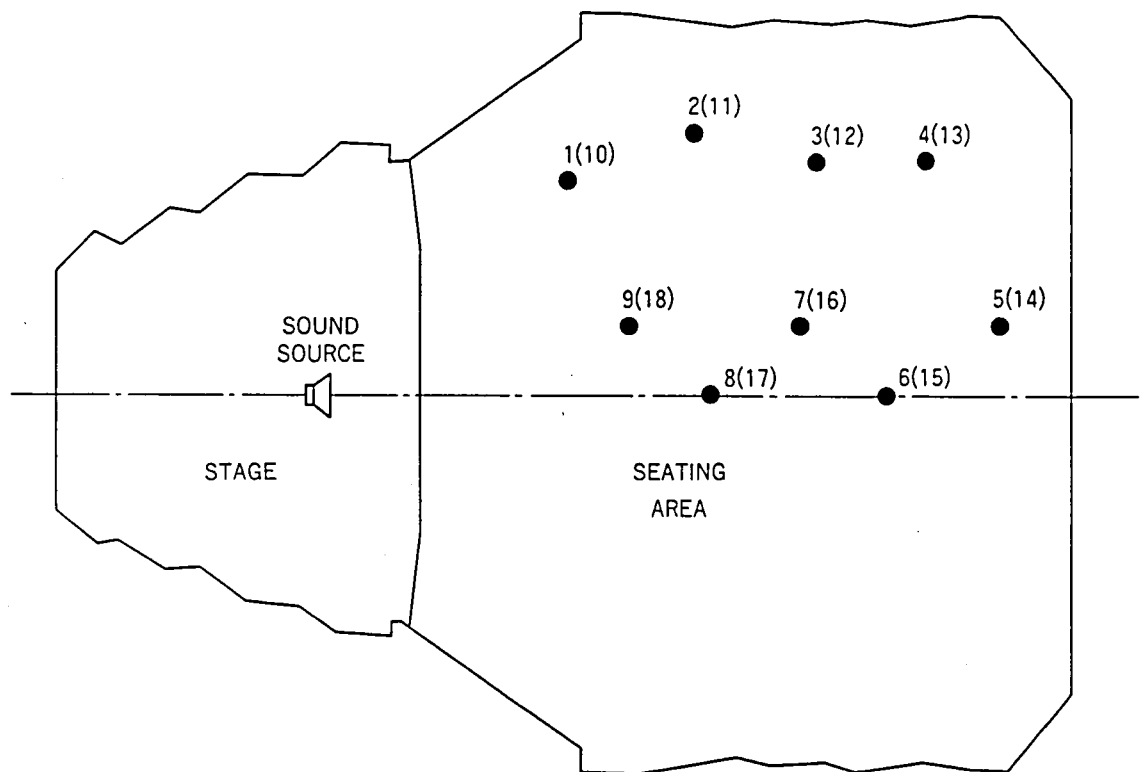 2(11)
3(12)
4(13)
1(10)
9(18)
7(16)
5(14)
SOUND
SOURCE
8(17)
6(15)
STAGE
SEATING
AREA